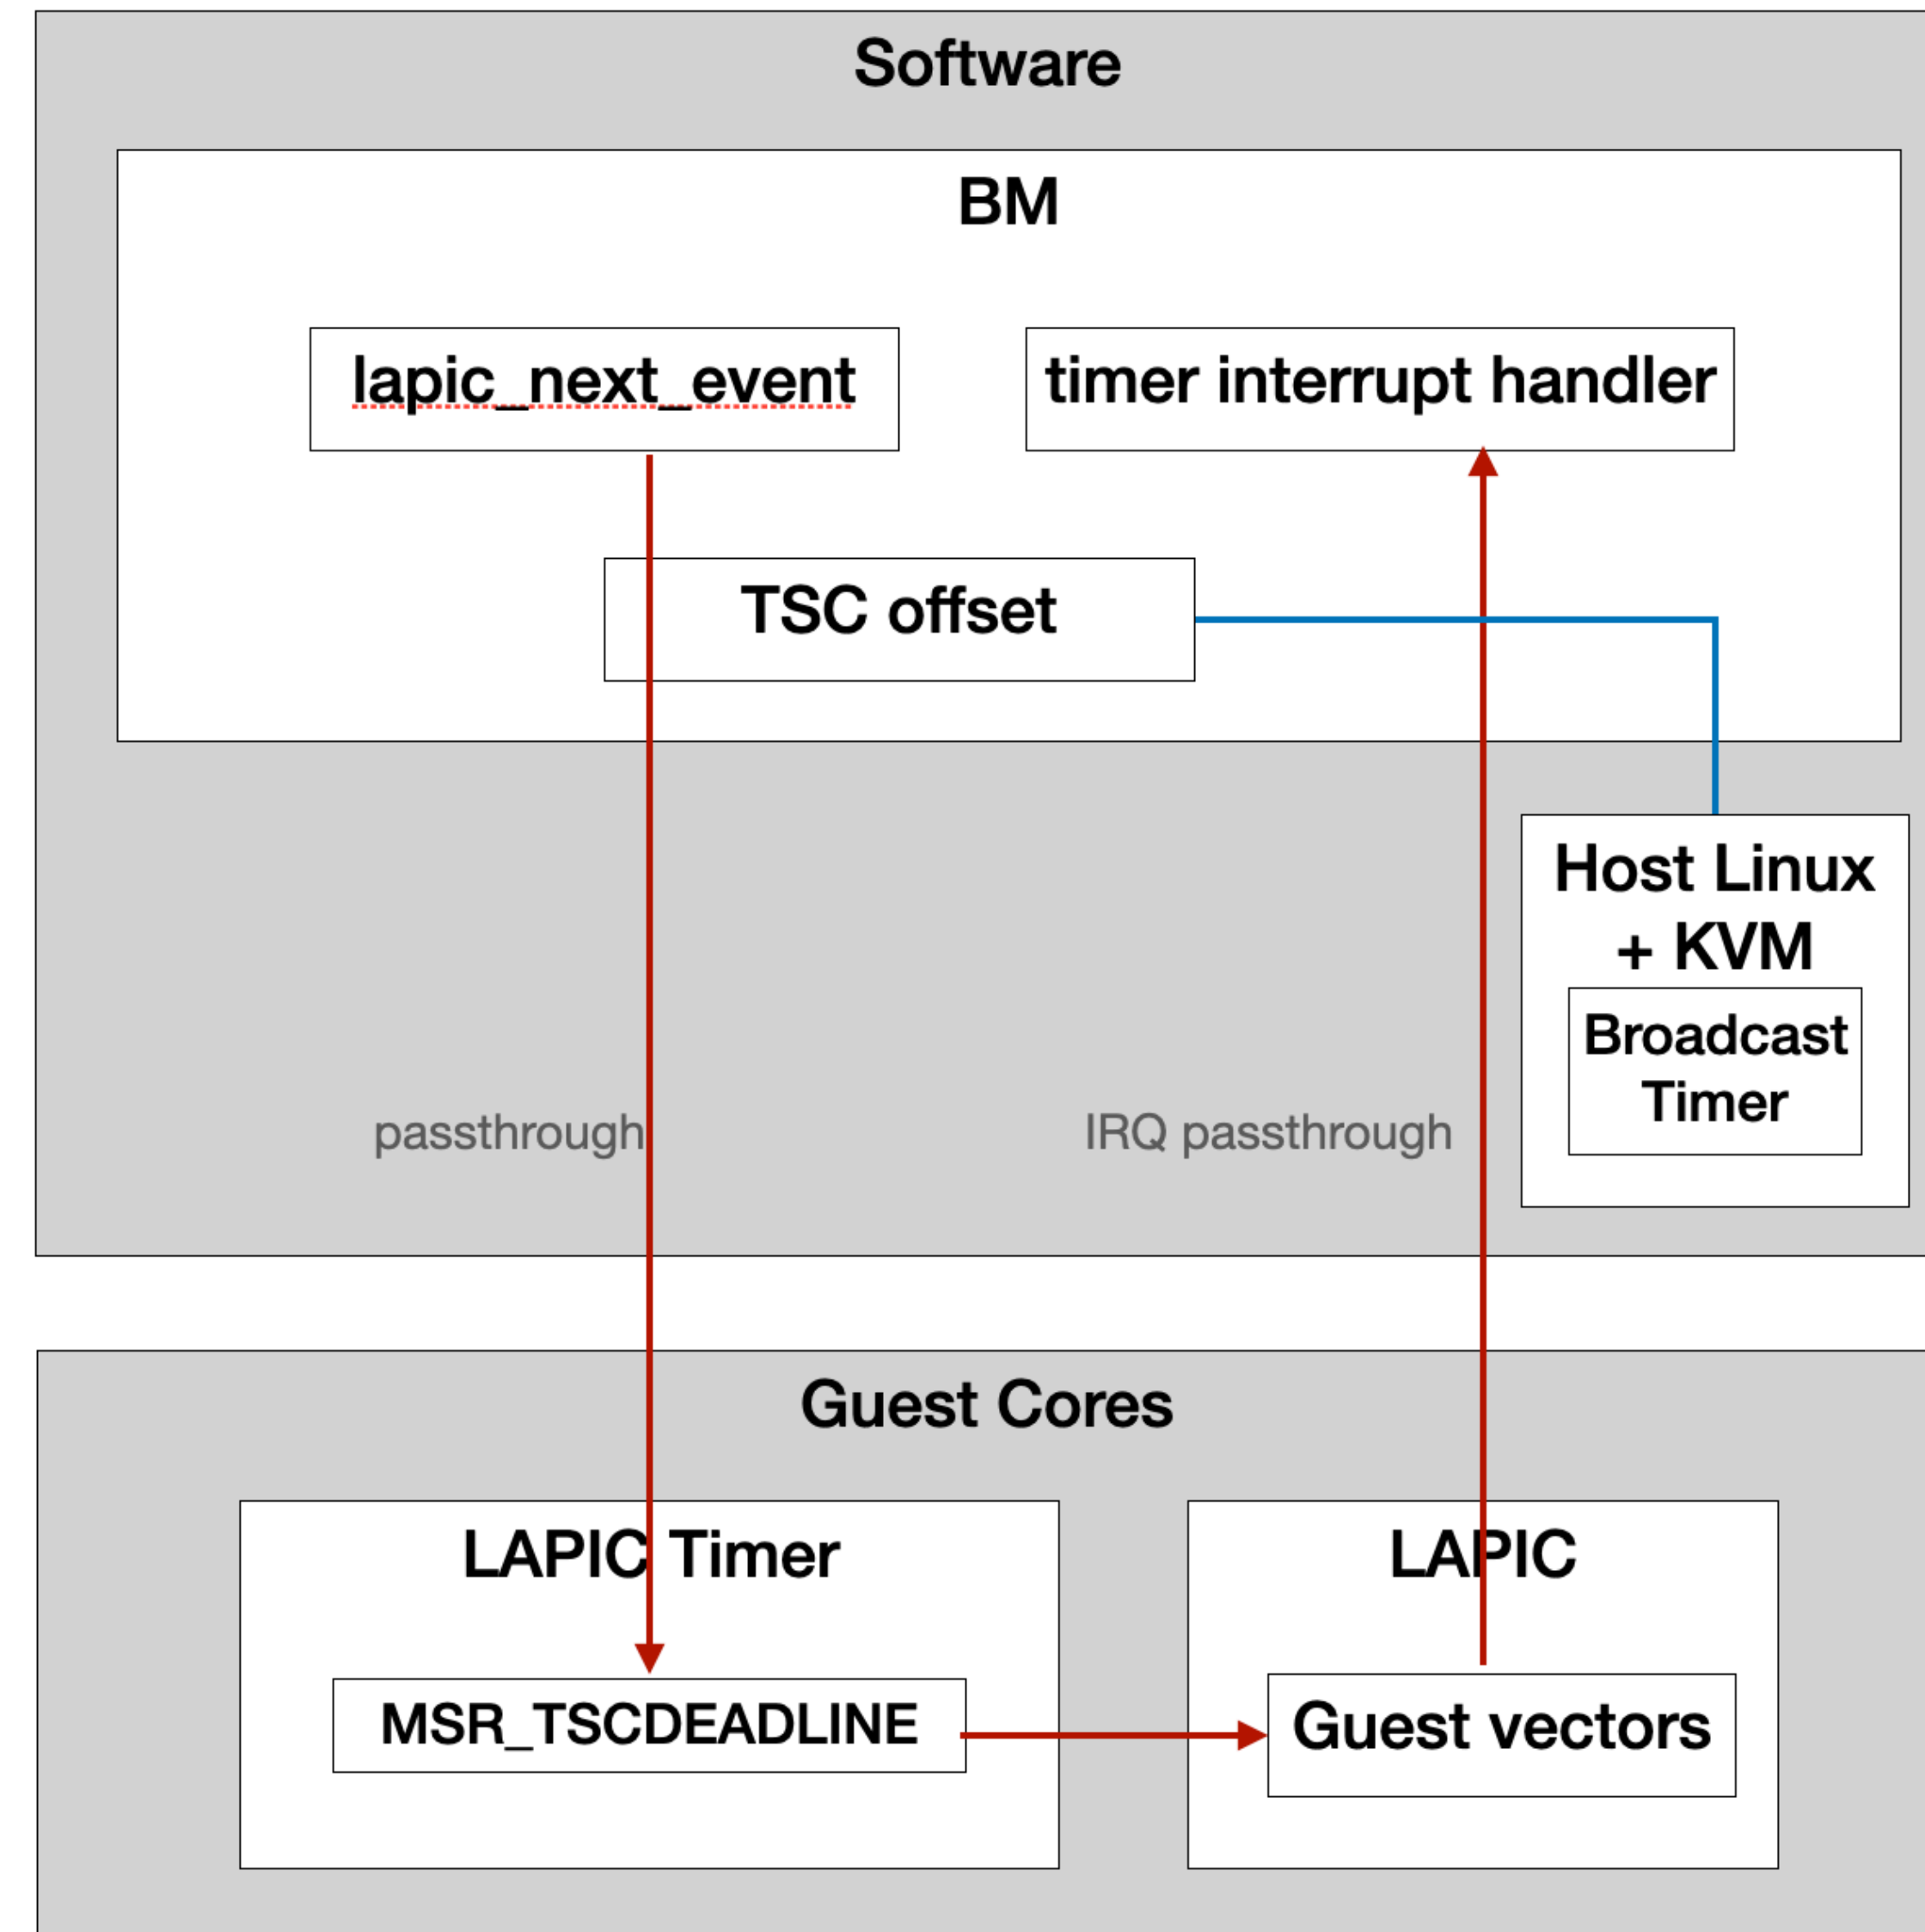 Software
BM
lapic_next_event
timer interrupt handler
TSC offset
Host Linux
+ KVM
Broadcast
Timer
passthrough
IRQ passthrough
Guest Cores
LAPIC Timer
LAPIC
MSR_TSCDEADLINE
Guest vectors